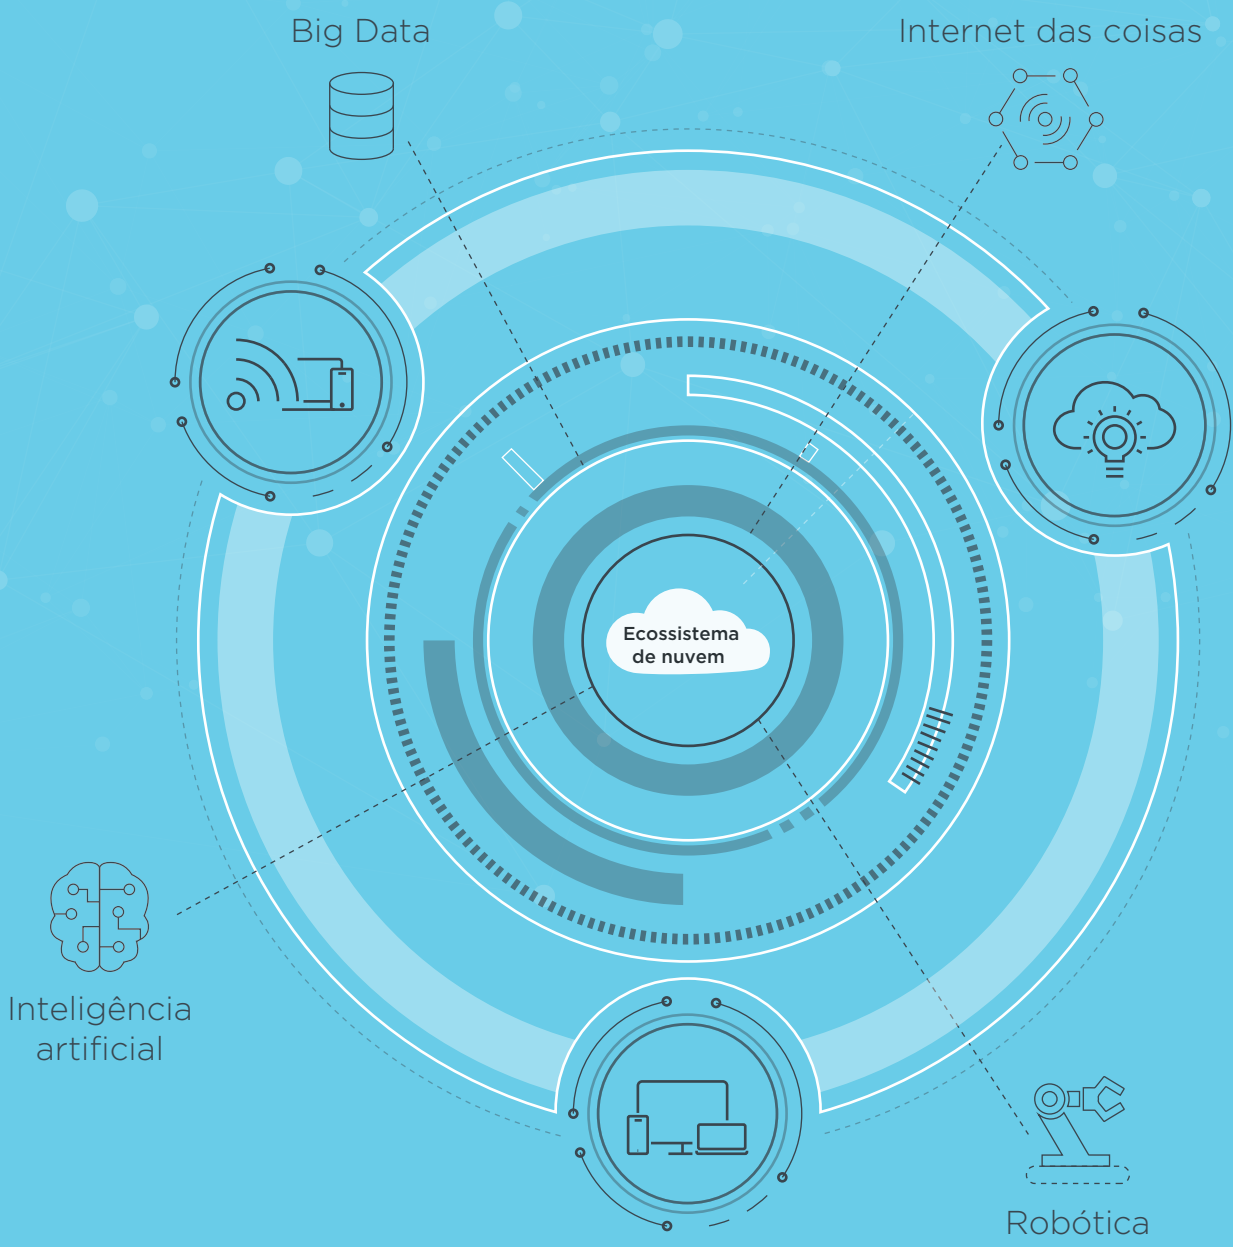 Big Data
Internet das coisas
Ecossistema
de nuvem
Inteligência
artificial
Robótica